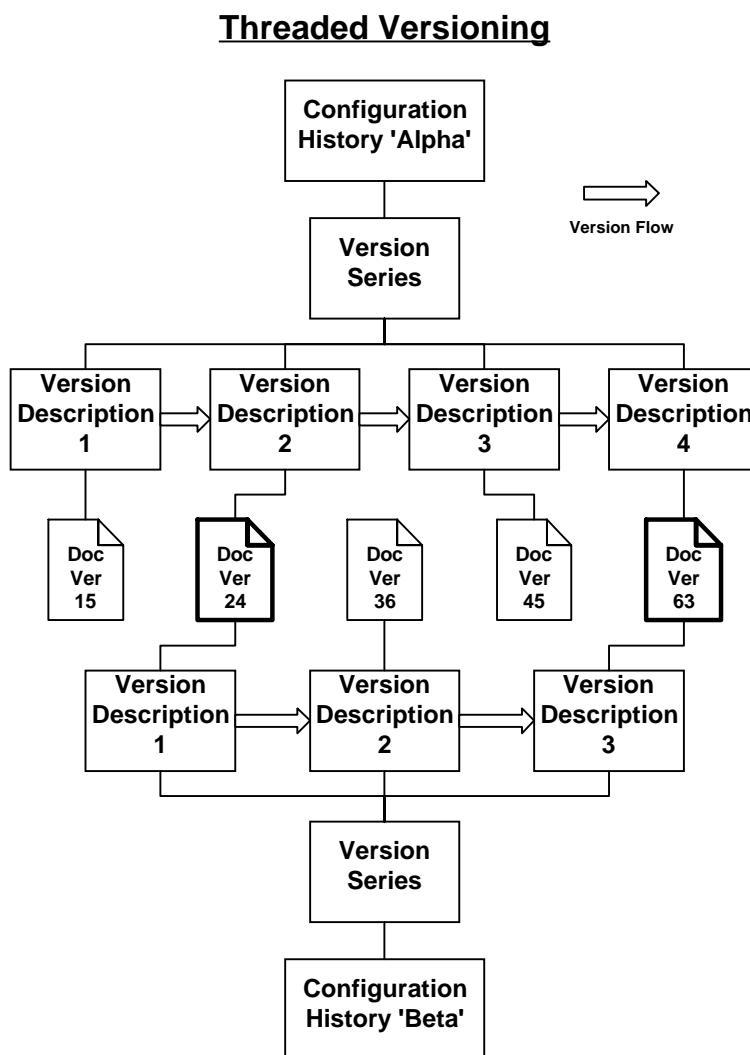 Threaded Versioning
Configuration
History 'Alpha'
Version Flow
Version
Series
Version
Description
1
Version
Description
2
Version
Description
3
Version
Description
4
Doc
Ver
15
Doc
Ver
24
Doc
Ver
36
Doc
Ver
45
Doc
Ver
63
Version
Description
1
Version
Description
2
Version
Description
3
Version
Series
Configuration
History 'Beta'